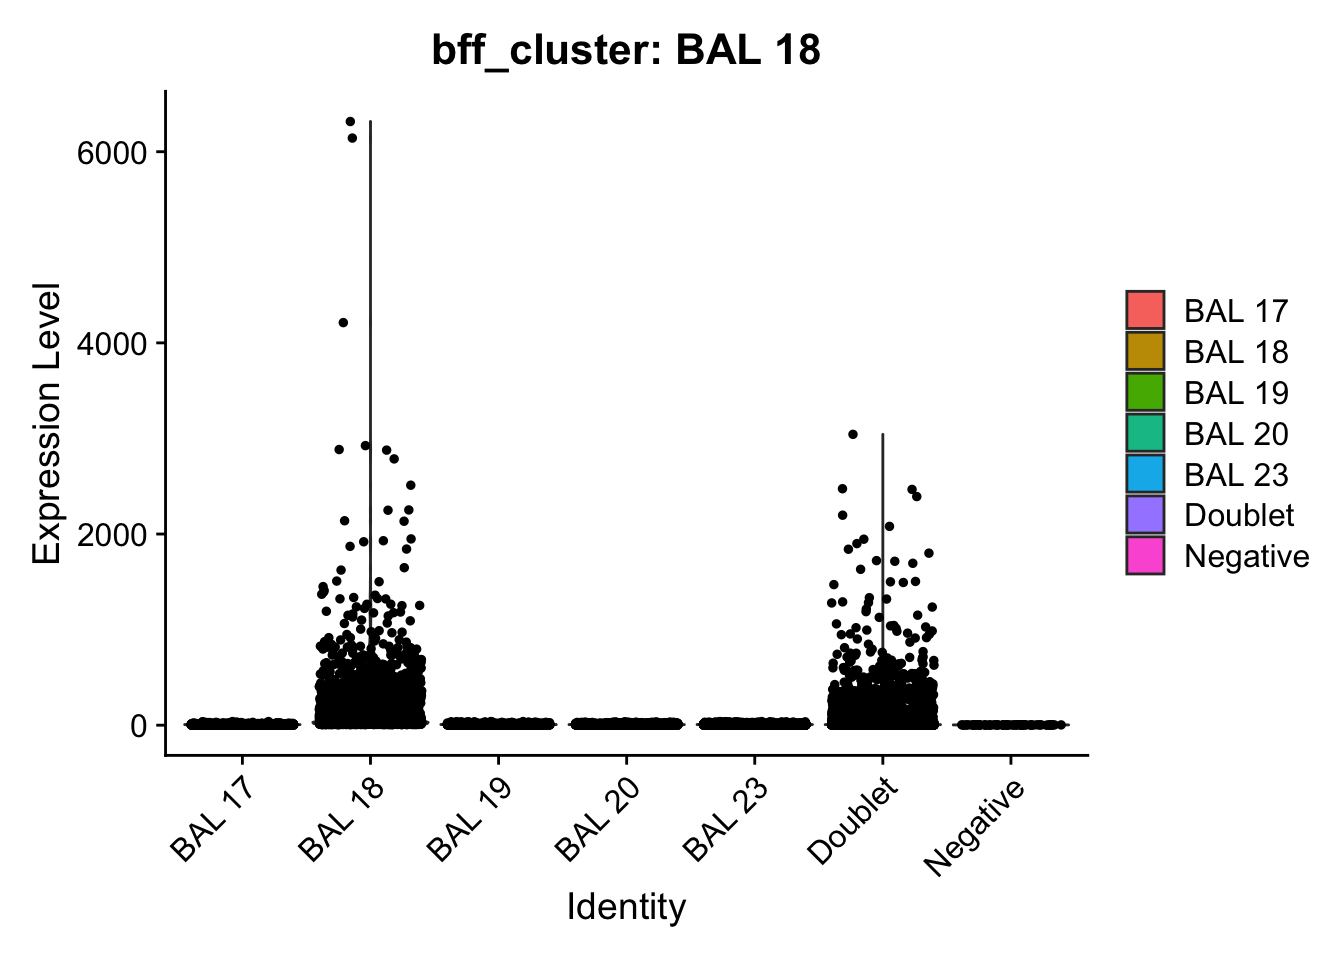 bff_cluster: BAL 18
Expression Level
6000
4000
2000
0
BAL 17
BAL 18
BAL 19
BAL 20
BAL 23
Doublet
Negative
Identity
BAL 17
BAL 18
BAL 19
BAL 20
BAL 23
Doublet
Negative